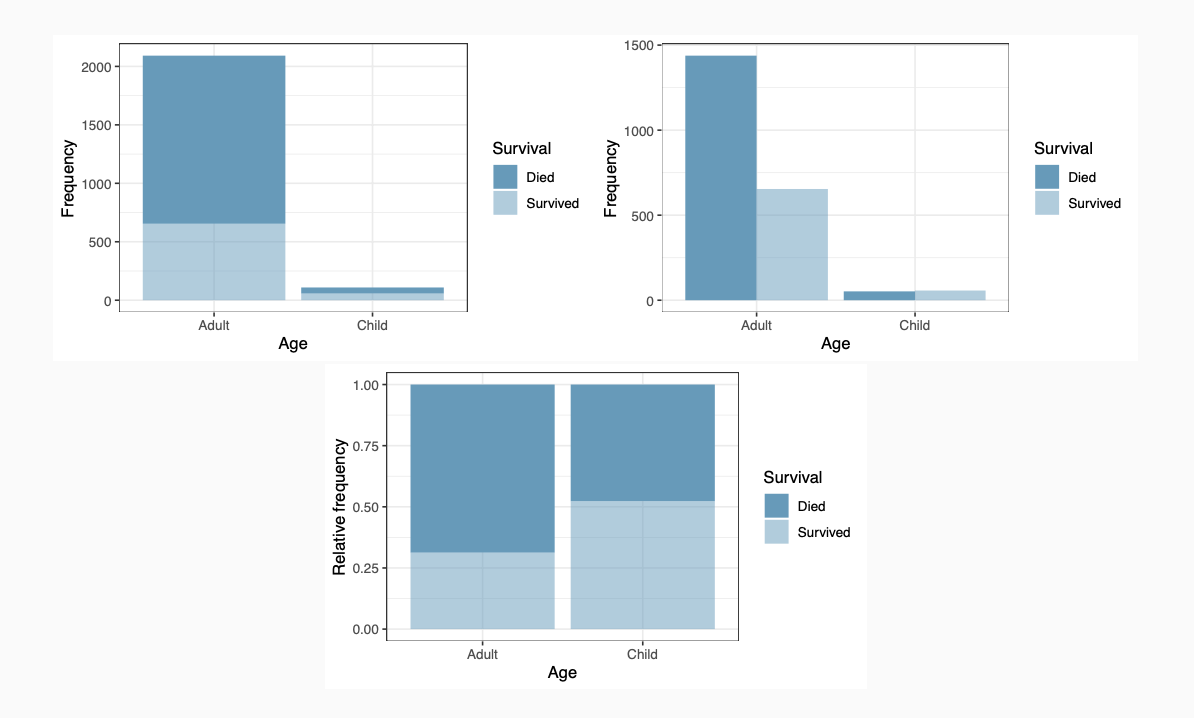 Frequency
2000
1500
1000
500
0
Adult Child
Age
Survival
Died
Survived
Frequency
1500
1000
500
0
Adult Child
Age
Survival
Died
Survived
Relative frequency
1.00
0.75
0.50
0.25
0.00
Adult Child
Age
Survival
Died
Survived